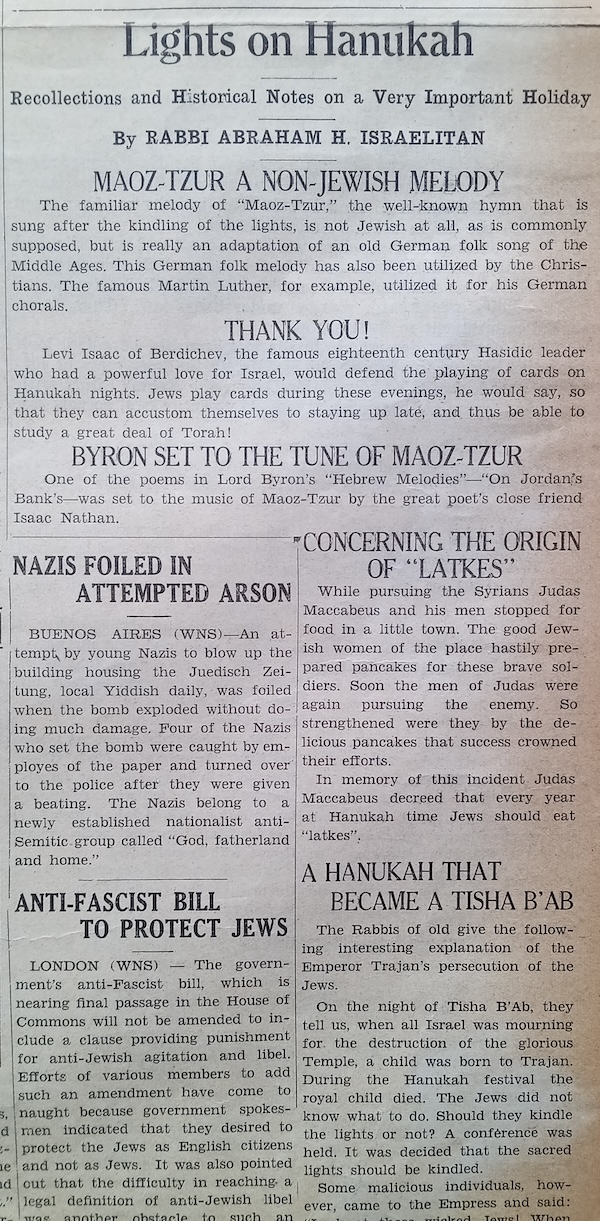 Lights on Hanukah
Recollections and Historical Notes on a Very Important Holiday
By RABBI ABRAHAM H. ISRAELITAN
MAOZ-TZUR A NON-JEWISH MELODY
The familiar melody of "Maoz-Tzur," the well-known hymn that is
sung after the kindling of the lights, is not Jewish at all, as is commonly
supposed, but is really an adaptation of an old German folk song of the
Middle Ages. This German folk melody has also been utilized by the Chris-
tians. The famous Martin Luther, for example, utilized it for his German
chorals.
THANK YOU!
Levi Isaac of Berdichev, the famous eighteenth century Hasidic leader
who had a powerful love for Israel, would defend the playing of cards on
Hanukah nights. Jews play cards during these evenings, he would say, so
that they can accustom themselves to staying up late, and thus be able to
study a great deal of Torah!
BYRON SET TO THE TUNE OF MAOZ-TZUR
One of the poems in Lord Byron's "Hebrew Melodies"—"On Jordan's
Bank's—was set to the music of Maoz-Tzur by the great poet's close friend
Isaac Nathan.
NAZIS FOILED IN
ATTEMPTED ARSON
BUENOS AIRES (WNS)—An at-
tempt by young Nazis to blow up the
building housing the Juedisch Zei-
tung, local Yiddish daily, was foiled
when the bomb exploded without do-
ing much damage. Four of the Nazis
who set the bomb were caught by em-
ployes of the paper and turned over
to the police after they were given
a beating. The Nazis belong to a
newly established nationalist anti-
Semitic group called "God, fatherland
and home."
ANTI-FASCIST BILL
TO PROTECT JEWS
LONDON (WNS) — The govern-
ment's anti-Fascist bill, which is
nearing final passage in the House of
Commons will not be amended to in-
clude a clause providing punishment
for anti-Jewish agitation and libel.
Efforts of various members to add
such an amendment have come to
naught because government spokes-
men indicated that they desired to
protect the Jews as English citizens
and not as Jews. It was also pointed
out that the difficulty in reaching a
legal definition of anti-Jewish libel
was another obstacle to such an
CONCERNING THE ORIGIN
OF "LATKES"
While pursuing the Syrians Judas
Maccabeus and his men stopped for
food in a little town. The good Jew-
ish women of the place hastily pre-
pared pancakes for these brave sol-
diers. Soon the men of Judas were
again pursuing the enemy. So
strengthened were they by the de-
licious pancakes that success crowned
their efforts.
In memory of this incident Judas
Maccabeus decreed that every year
at Hanukah time Jews should eat
"latkes".
A HANUKAH THAT
BECAME A TISHA B'AB
The Rabbis of old give the follow-
ing interesting explanation of the
Emperor Trajan's persecution of the
Jews.
On the night of Tisha B'Ab, they
tell us, when all Israel was mourning
for the destruction of the glorious
Temple, a child was born to Trajan.
During the Hanukah festival the
royal child died. The Jews did not
know what to do. Should they kindle
the lights or not? A conference was
held. It was decided that the sacred
lights should be kindled.
Some malicious individuals, how-
ever, came to the Empress and said: